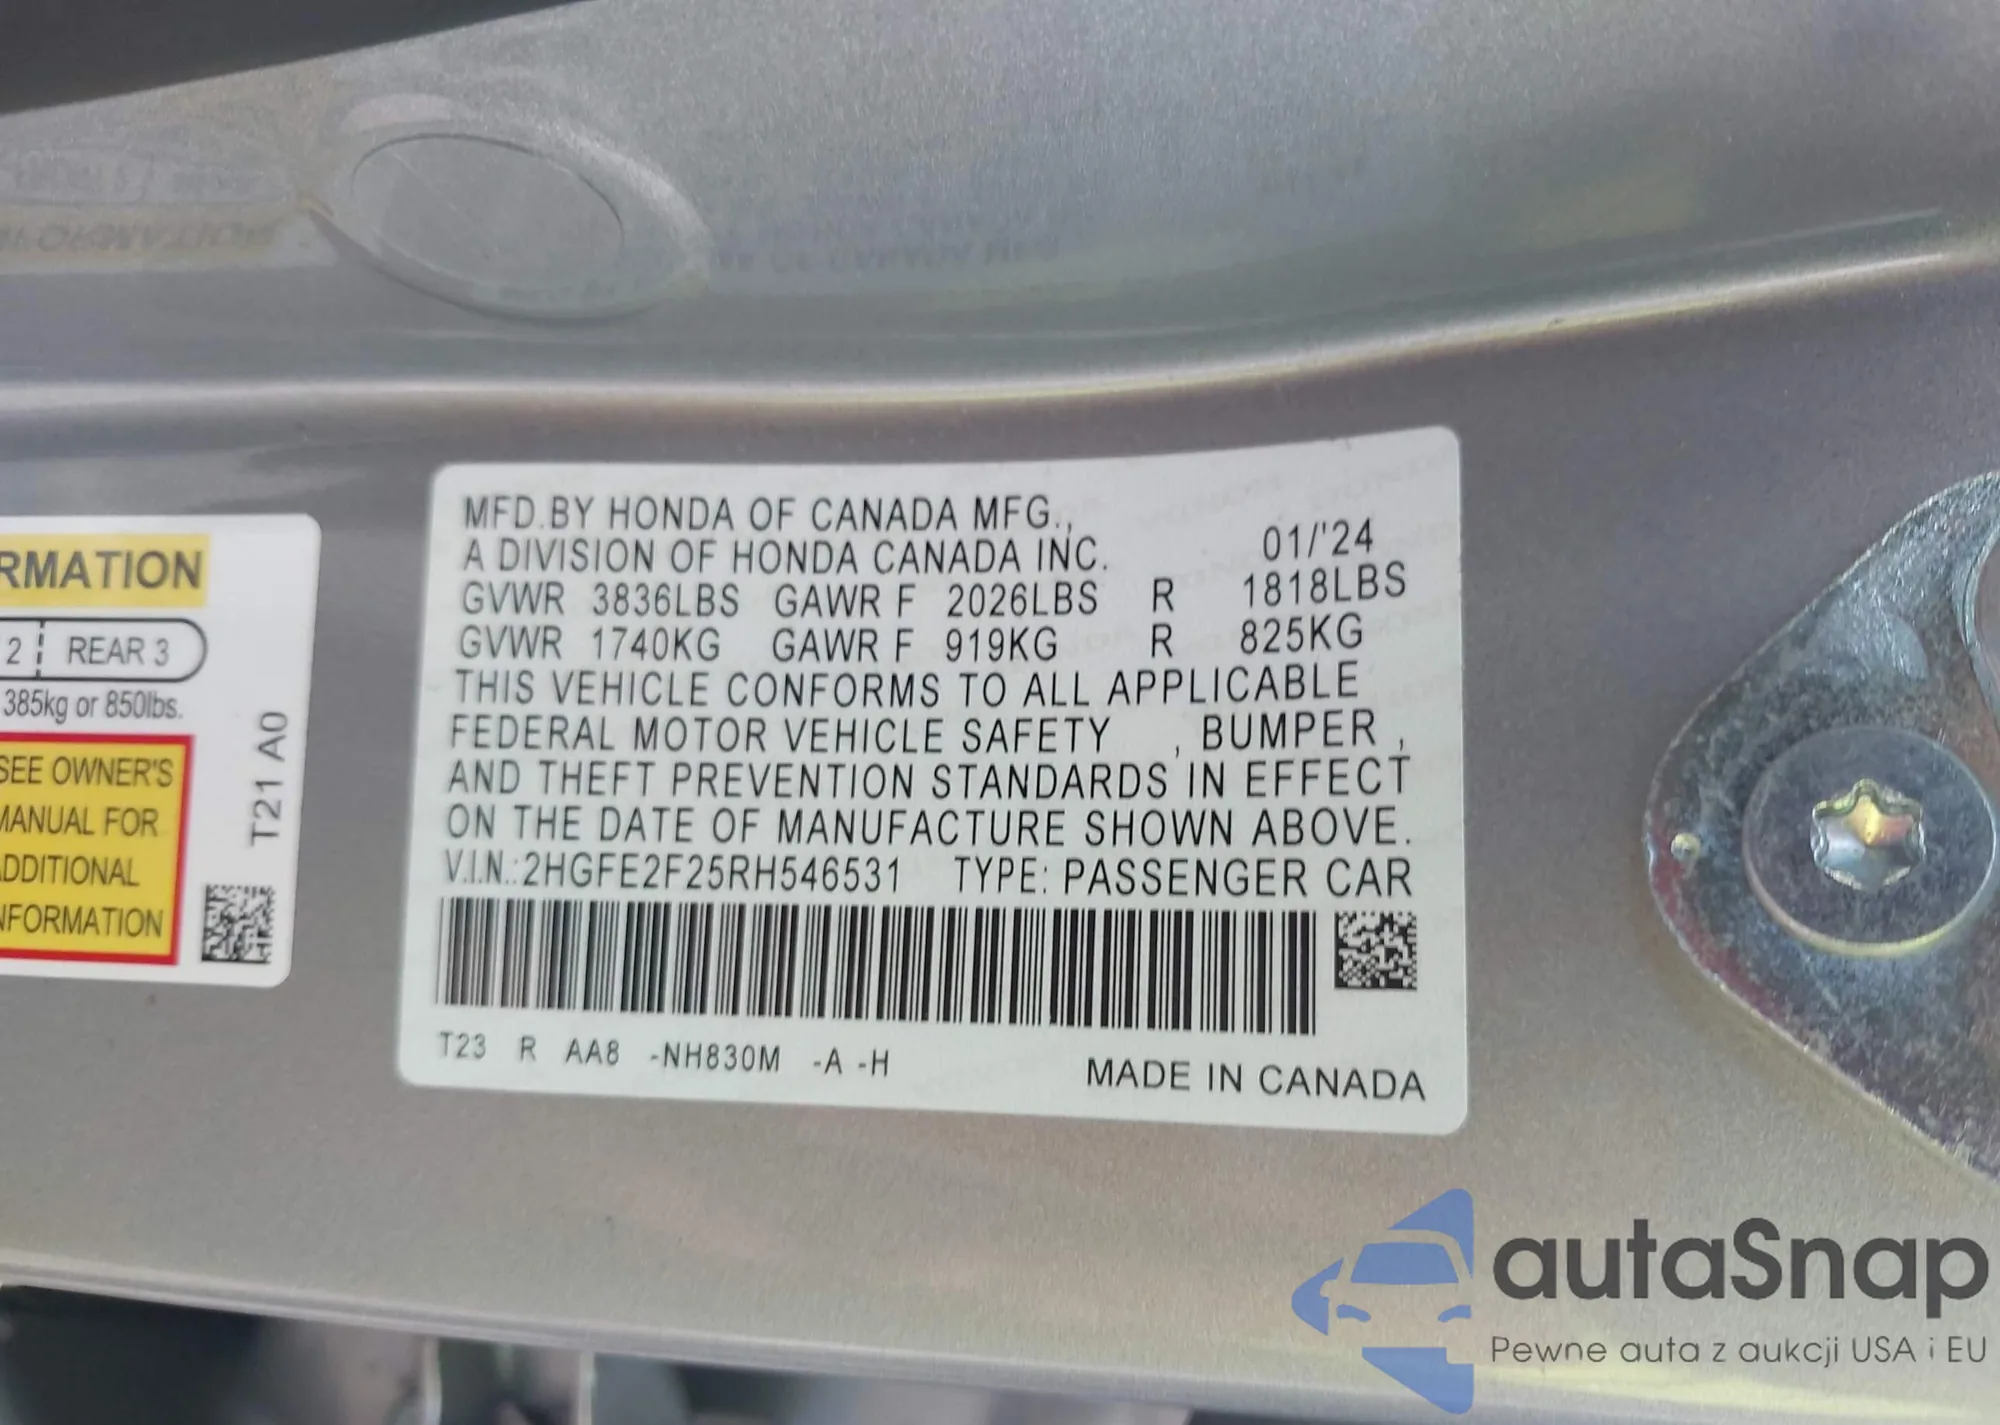 RMATION
2 REAR 3
385kg or 850lbs.
SEE OWNER'S
MANUAL FOR
ADDITIONAL
INFORMATION
T21 A0
MFD.BY HONDA OF CANADA MFG.,
A DIVISION OF HONDA CANADA INC. 01/'24
GVWR 3836LBS GAWR F 2026LBS R 1818LBS
GVWR 1740KG GAWR F 919KG R 825KG
THIS VEHICLE CONFORMS TO ALL APPLICABLE
FEDERAL MOTOR VEHICLE SAFETY , BUMPER ,
AND THEFT PREVENTION STANDARDS IN EFFECT
ON THE DATE OF MANUFACTURE SHOWN ABOVE.
V.I.N.:2HGFE2F25RH546531 TYPE: PASSENGER CAR
T23 R AA8 -NH830M -A -H
MADE IN CANADA
autaSnap
Pewne auta z aukcji USA i EU